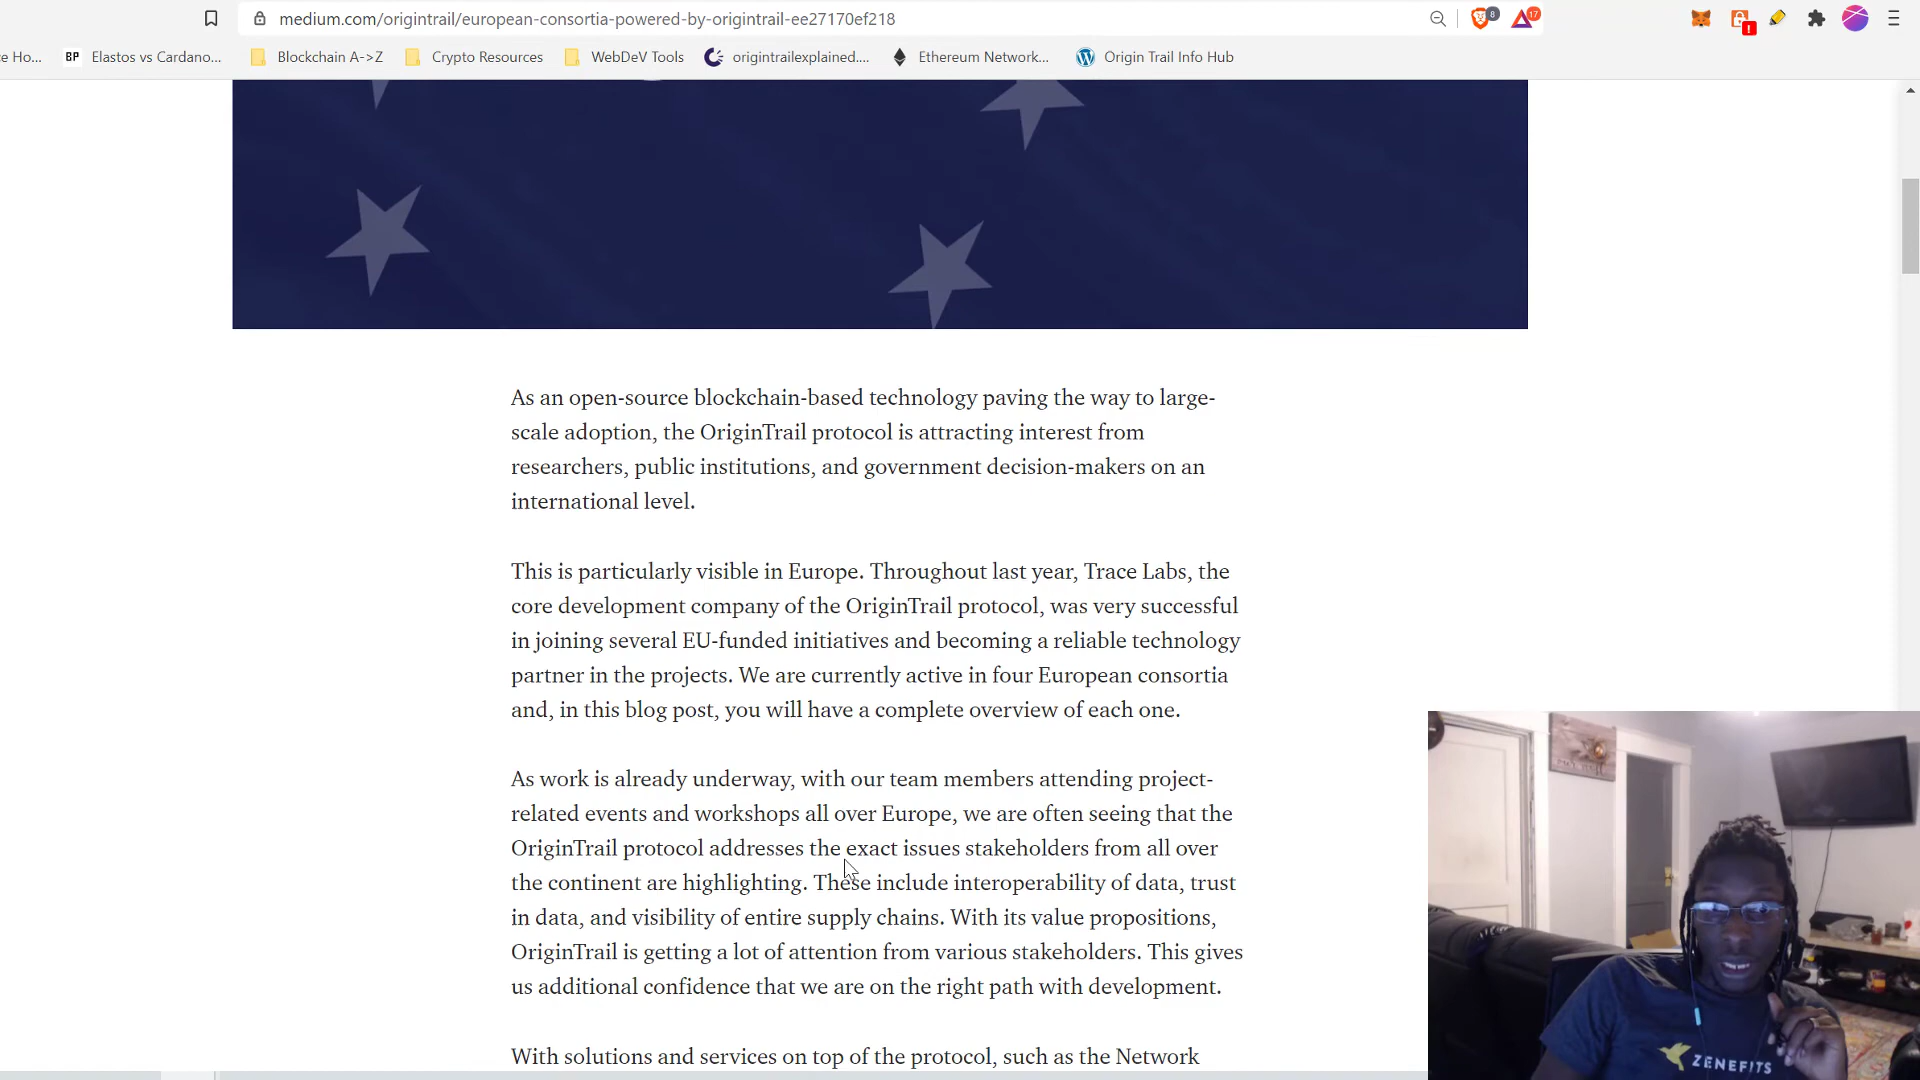 medium.com/origintrail/european-consortia-powered-by-origintrail-ee27170ef218
8
17
!
ce Ho...
BP Elastos vs Cardano...
Blockchain A->Z
Crypto Resources
WebDeV Tools
origintrailexplained....
Ethereum Network...
Origin Trail Info Hub
As an open-source blockchain-based technology paving the way to large-
scale adoption, the OriginTrail protocol is attracting interest from
researchers, public institutions, and government decision-makers on an
international level.
This is particularly visible in Europe. Throughout last year, Trace Labs, the
core development company of the OriginTrail protocol, was very successful
in joining several EU-funded initiatives and becoming a reliable technology
partner in the projects. We are currently active in four European consortia
and, in this blog post, you will have a complete overview of each one.
As work is already underway, with our team members attending project-
related events and workshops all over Europe, we are often seeing that the
OriginTrail protocol addresses the exact issues stakeholders from all over
the continent are highlighting. These include interoperability of data, trust
in data, and visibility of entire supply chains. With its value propositions,
OriginTrail is getting a lot of attention from various stakeholders. This gives
us additional confidence that we are on the right path with development.
With solutions and services on top of the protocol, such as the Network
ZENEFITS